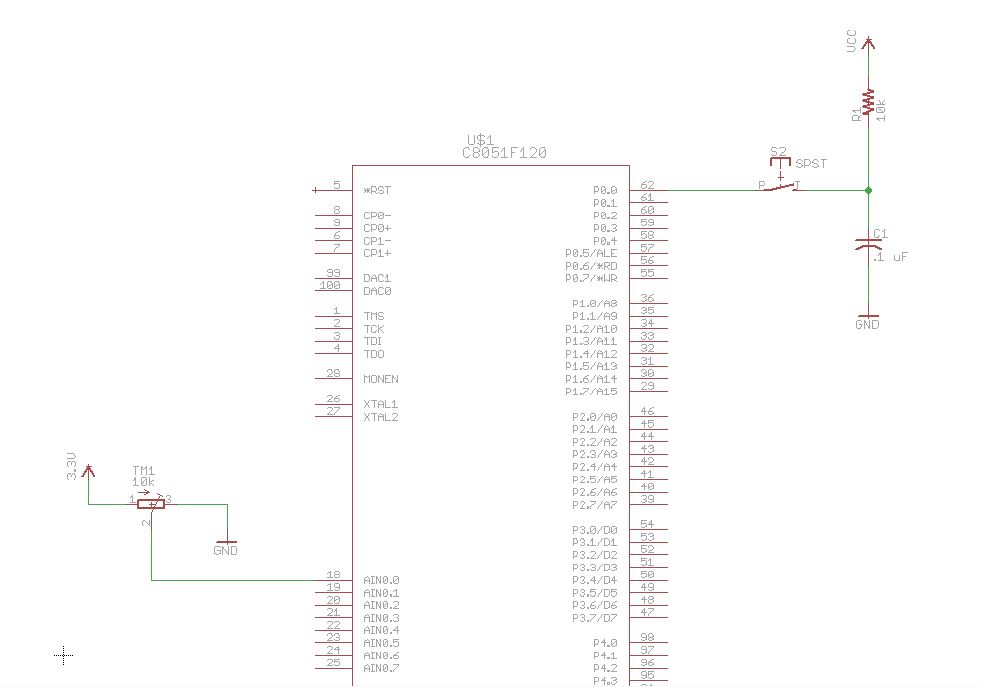 VCC
R1
10k
U$1
C8051F120
S2
SPST
P
T
C1
.1 uF
GND
5 *RST
8 CP0-
9 CP0+
6 CP1-
7 CP1+
99 DAC1
100 DAC0
1 TMS
2 TCK
3 TDI
4 TDO
28 MONEN
26 XTAL1
27 XTAL2
P0.0 62
P0.1 61
P0.2 60
P0.3 59
P0.4 58
P0.5/ALE 57
P0.6/*RD 56
P0.7/*WR 55
P1.0/A8 36
P1.1/A9 35
P1.2/A10 34
P1.3/A11 33
P1.4/A12 32
P1.5/A13 31
P1.6/A14 30
P1.7/A15 29
P2.0/A0 46
P2.1/A1 45
P2.2/A2 44
P2.3/A3 43
P2.4/A4 42
P2.5/A5 41
P2.6/A6 40
P2.7/A7 39
P3.0/D0 54
P3.1/D1 53
P3.2/D2 52
P3.3/D3 51
P3.4/D4 50
P3.5/D5 49
P3.6/D6 48
P3.7/D7 47
P4.0 98
P4.1 97
P4.2 96
P4.3 95
3.3V
TM1
10k
1
3
2
GND
18 AIN0.0
19 AIN0.1
20 AIN0.2
21 AIN0.3
22 AIN0.4
23 AIN0.5
24 AIN0.6
25 AIN0.7